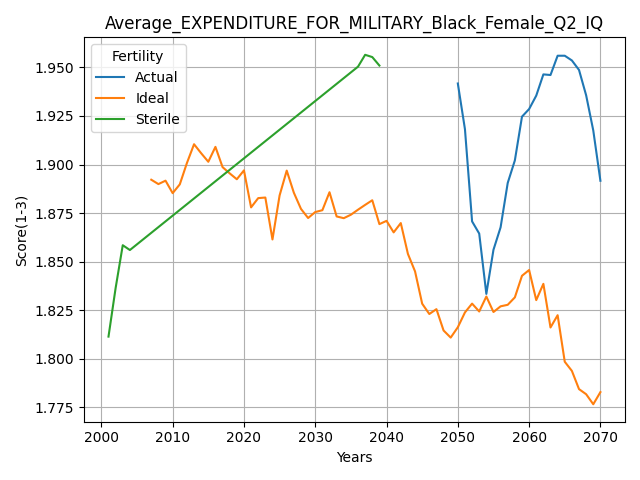 Average_EXPENDITURE_FOR_MILITARY_Black_Female_Q2_IQ
Fertility
Actual
Ideal
Sterile
Score(1-3)
1.950
1.925
1.900
1.875
1.850
1.825
1.800
1.775
2000 2010 2020 2030 2040 2050 2060 2070
Years